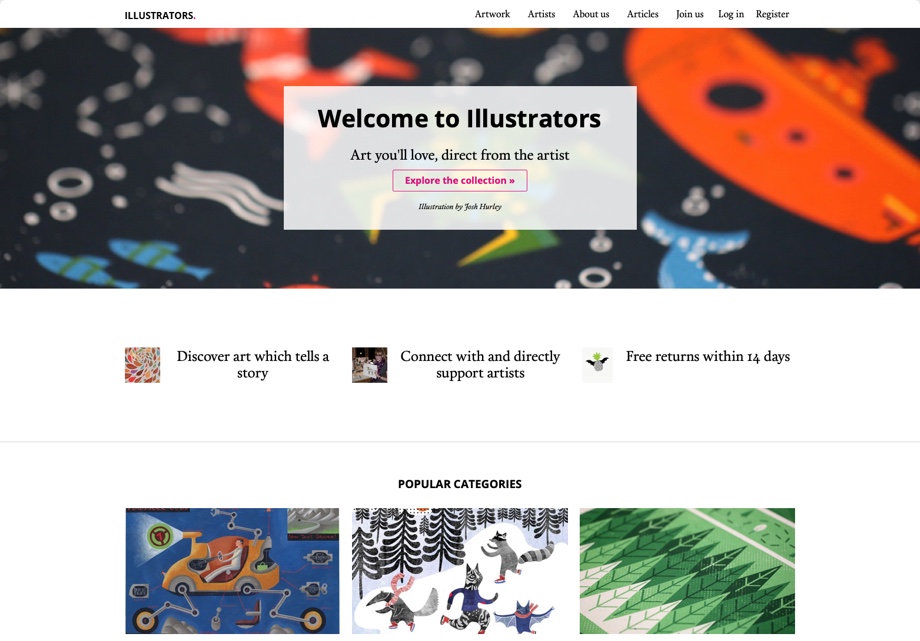 ILLUSTRATORS.
Artwork Artists About us Articles Join us Log in Register
Welcome to Illustrators
Art you'll love, direct from the artist
Explore the collection »
Illustration by Josh Hurley
Discover art which tells a
story
Connect with and directly
support artists
Free returns within 14 days
POPULAR CATEGORIES